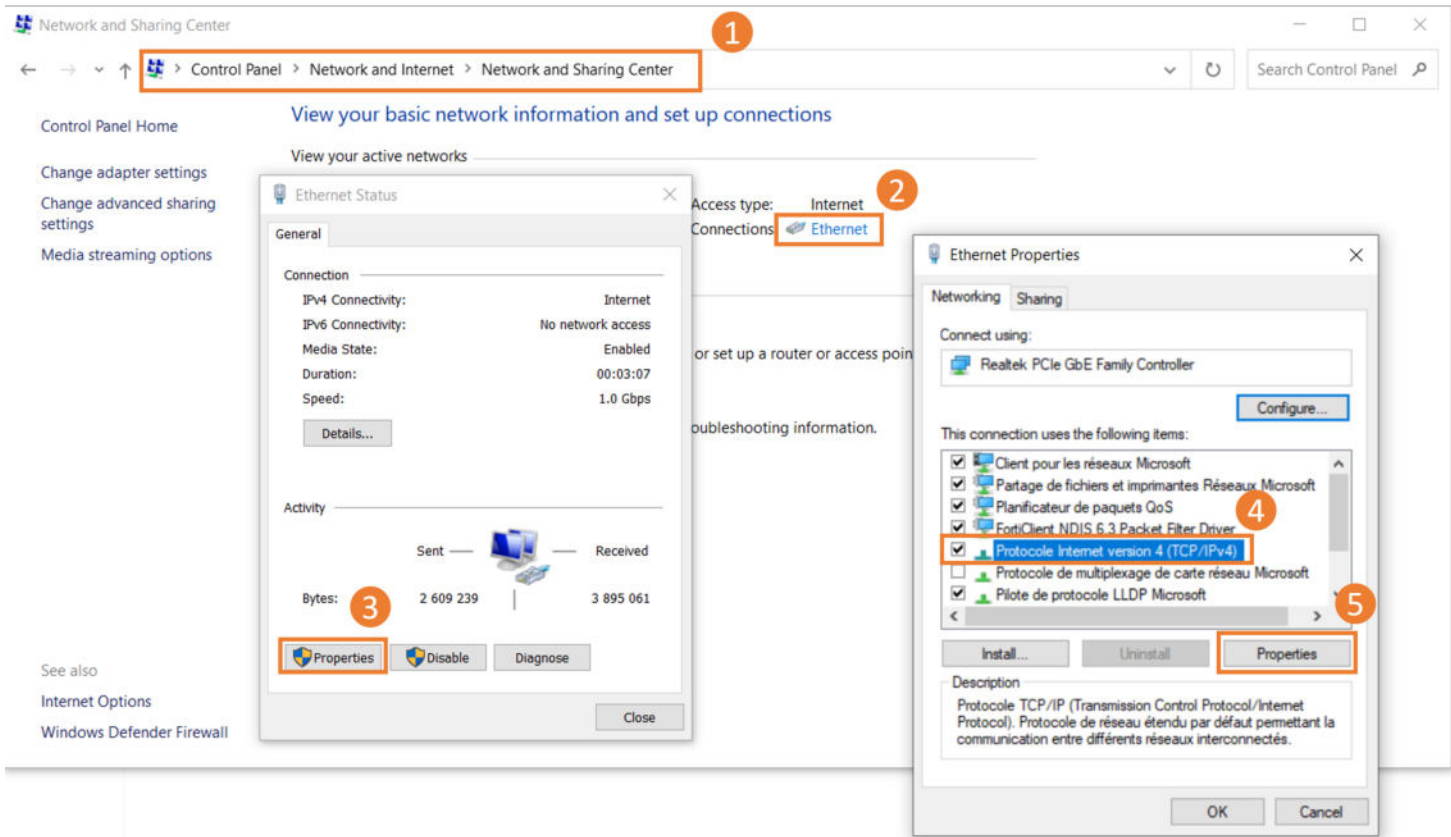 Network and Sharing Center
1
Control Panel > Network and Internet > Network and Sharing Center
Search Control Panel
Control Panel Home
Change adapter settings
Change advanced sharing
settings
Media streaming options
See also
Internet Options
Windows Defender Firewall
View your basic network information and set up connections
View your active networks
2
Access type: Internet
Connections Ethernet
or set up a router or access poin
oubleshooting information.
Ethernet Status
General
Connection
IPv4 Connectivity: Internet
IPv6 Connectivity: No network access
Media State: Enabled
Duration: 00:03:07
Speed: 1.0 Gbps
Details...
Activity
Sent Received
Bytes: 2 609 239 3 895 061
3
Properties Disable Diagnose
Close
Ethernet Properties
Networking Sharing
Connect using:
Realtek PCIe GbE Family Controller
Configure...
This connection uses the following items:
Client pour les réseaux Microsoft
Partage de fichiers et imprimantes Réseaux Microsoft
Planificateur de paquets QoS
4
FortiClient NDIS 6.3 Packet Filter Driver
Protocole Internet version 4 (TCP/IPv4)
Protocole de multiplexage de carte réseau Microsoft
Pilote de protocole LLDP Microsoft
5
Install... Uninstall Properties
Description
Protocole TCP/IP (Transmission Control Protocol/Internet
Protocol). Protocole de réseau étendu par défaut permettant la
communication entre différents réseaux interconnectés.
OK Cancel